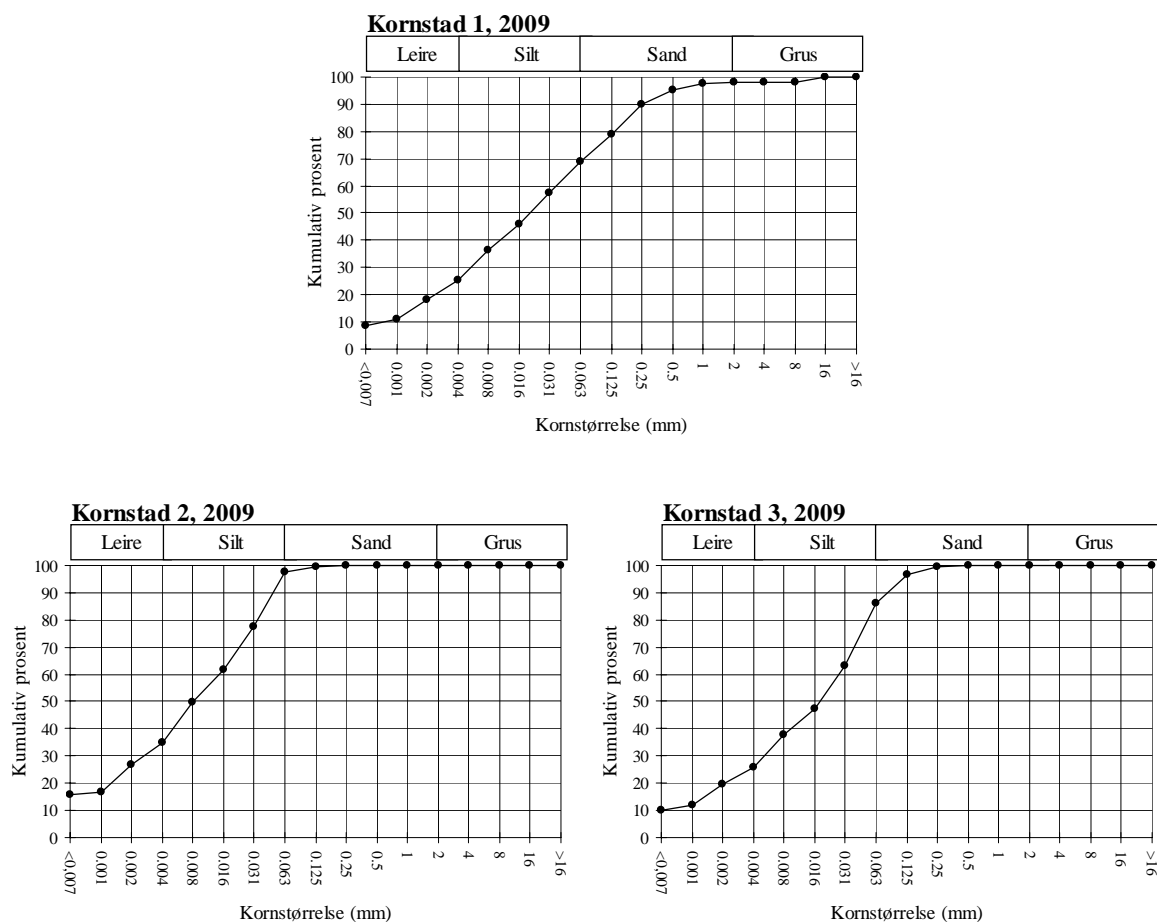 Kornstad 1, 2009
Leire Silt Sand Grus
100
90
80
70
60
50
40
30
20
10
0
Kumulativ prosent
<0,007 0.001 0.002 0.004 0.008 0.016 0.031 0.063 0.125 0.25 0.5 1 2 4 8 16 >16
Kornstørrelse (mm)
Kornstad 2, 2009
Leire Silt Sand Grus
100
90
80
70
60
50
40
30
20
10
0
Kumulativ prosent
<0,007 0.001 0.002 0.004 0.008 0.016 0.031 0.063 0.125 0.25 0.5 1 2 4 8 16 >16
Kornstørrelse (mm)
Kornstad 3, 2009
Leire Silt Sand Grus
100
90
80
70
60
50
40
30
20
10
0
Kumulativ prosent
<0,007 0.001 0.002 0.004 0.008 0.016 0.031 0.063 0.125 0.25 0.5 1 2 4 8 16 >16
Kornstørrelse (mm)